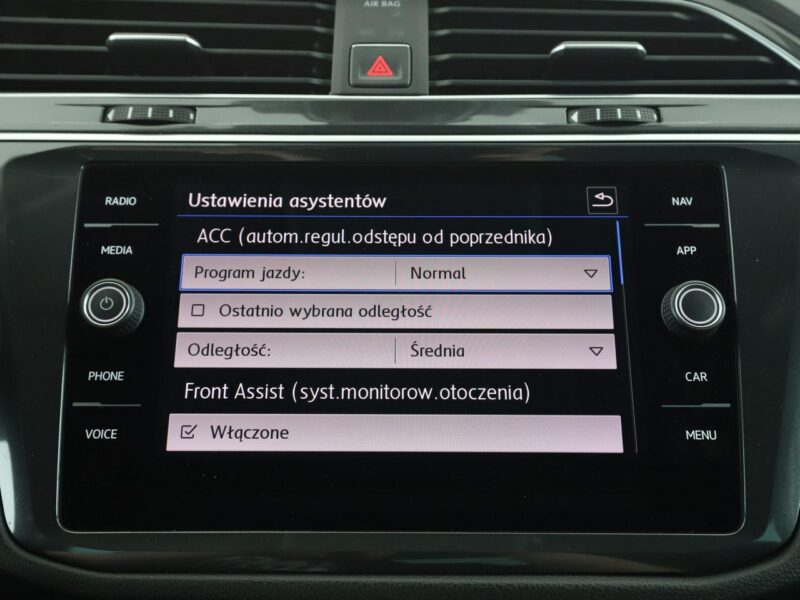 AIR BAG
RADIO
MEDIA
PHONE
VOICE
Ustawienia asystentów
ACC (autom.regul.odstępu od poprzednika)
Program jazdy: Normal
Ostatnio wybrana odległość
Odległość: Średnia
Front Assist (syst.monitorow.otoczenia)
Włączone
NAV
APP
CAR
MENU